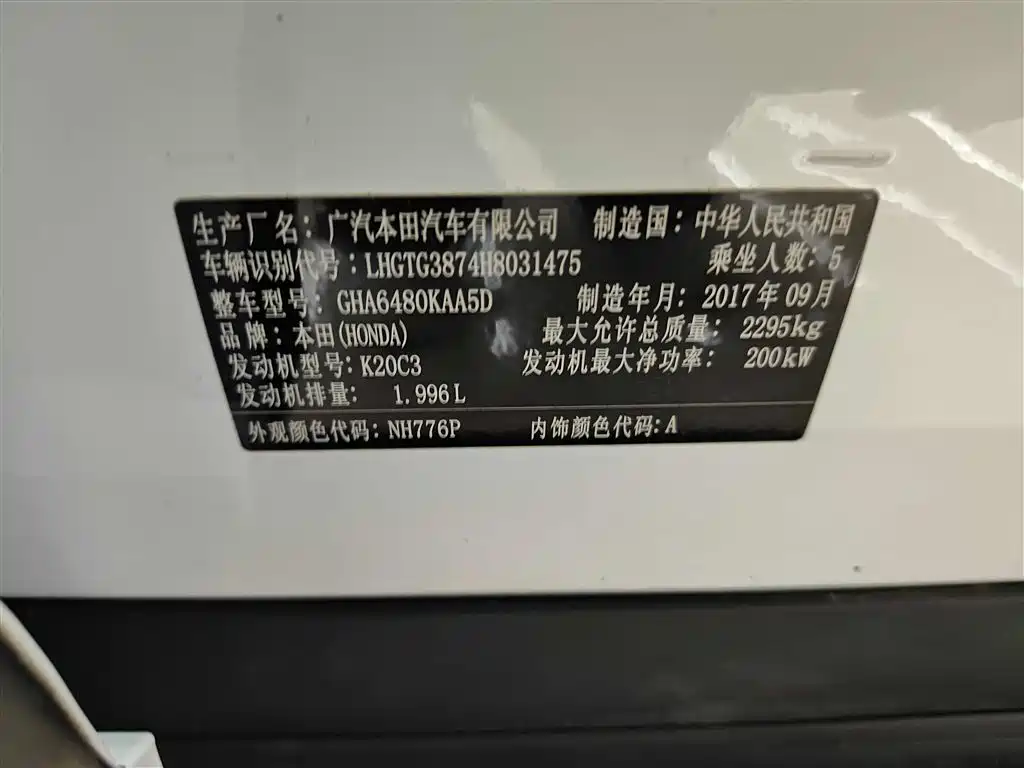 生产厂名：广汽本田汽车有限公司 制造国：中华人民共和国
车辆识别代号：LHGTG3874H8031475 乘坐人数：5
整车型号：GHA6480KAA5D 制造年月：2017年09月
品牌：本田(HONDA) 最大允许总质量：2295kg
发动机型号：K20C3 发动机最大净功率：200kW
发动机排量：1.996L
外观颜色代码：NH776P 内饰颜色代码：A